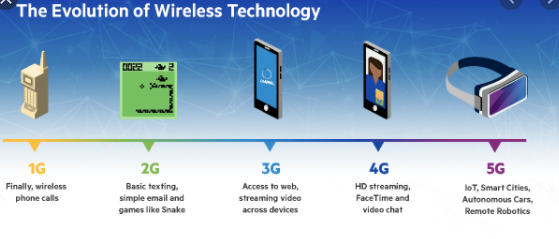 The Evolution of Wireless Technology
0022
1G
2G
3G
4G
5G
Finally, wireless
phone calls
Basic texting,
simple email and
games like Snake
Access to web,
streaming video
across devices
HD streaming,
FaceTime and
video chat
IoT, Smart Cities,
Autonomous Cars,
Remote Robotics